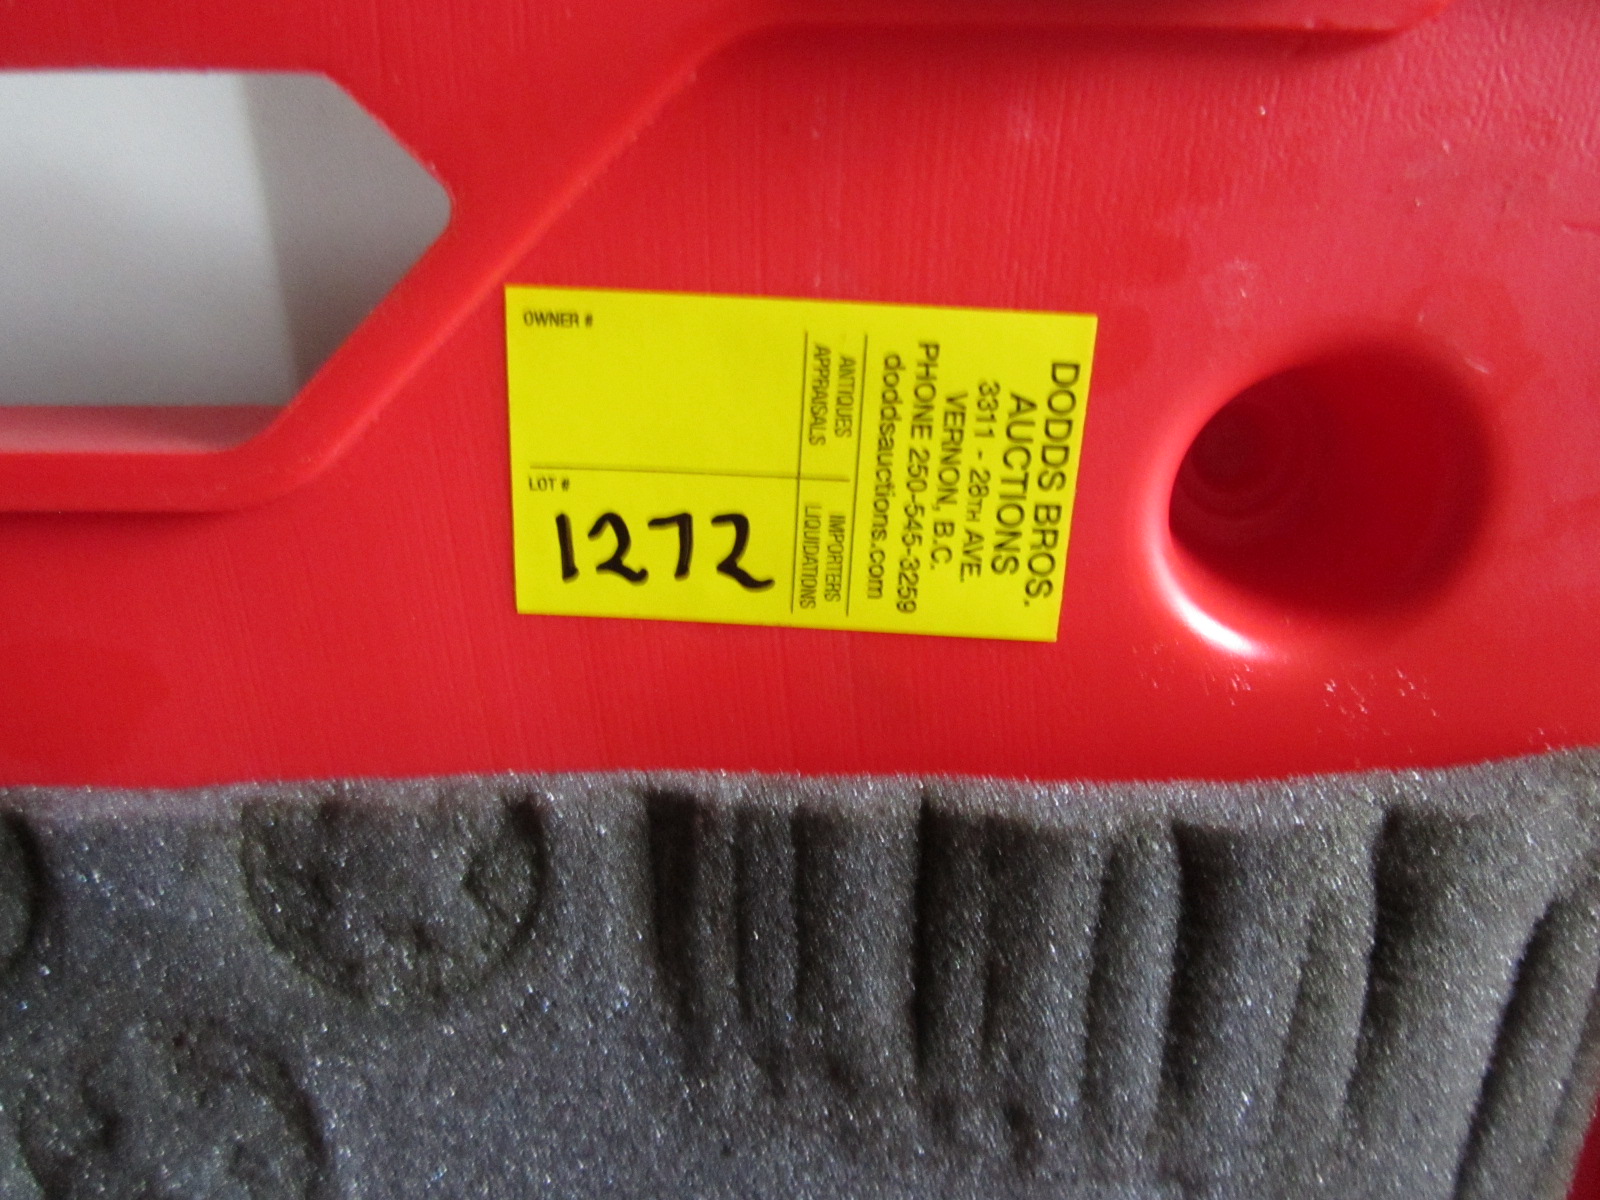 DODDS BROS.
AUCTIONS
3311 - 28TH AVE.
VERNON, B.C.
PHONE 250-545-3259
doddsauctions.com
ANTIQUES
APPRAISALS
IMPORTERS
LIQUIDATIONS
OWNER #
LOT #
1272